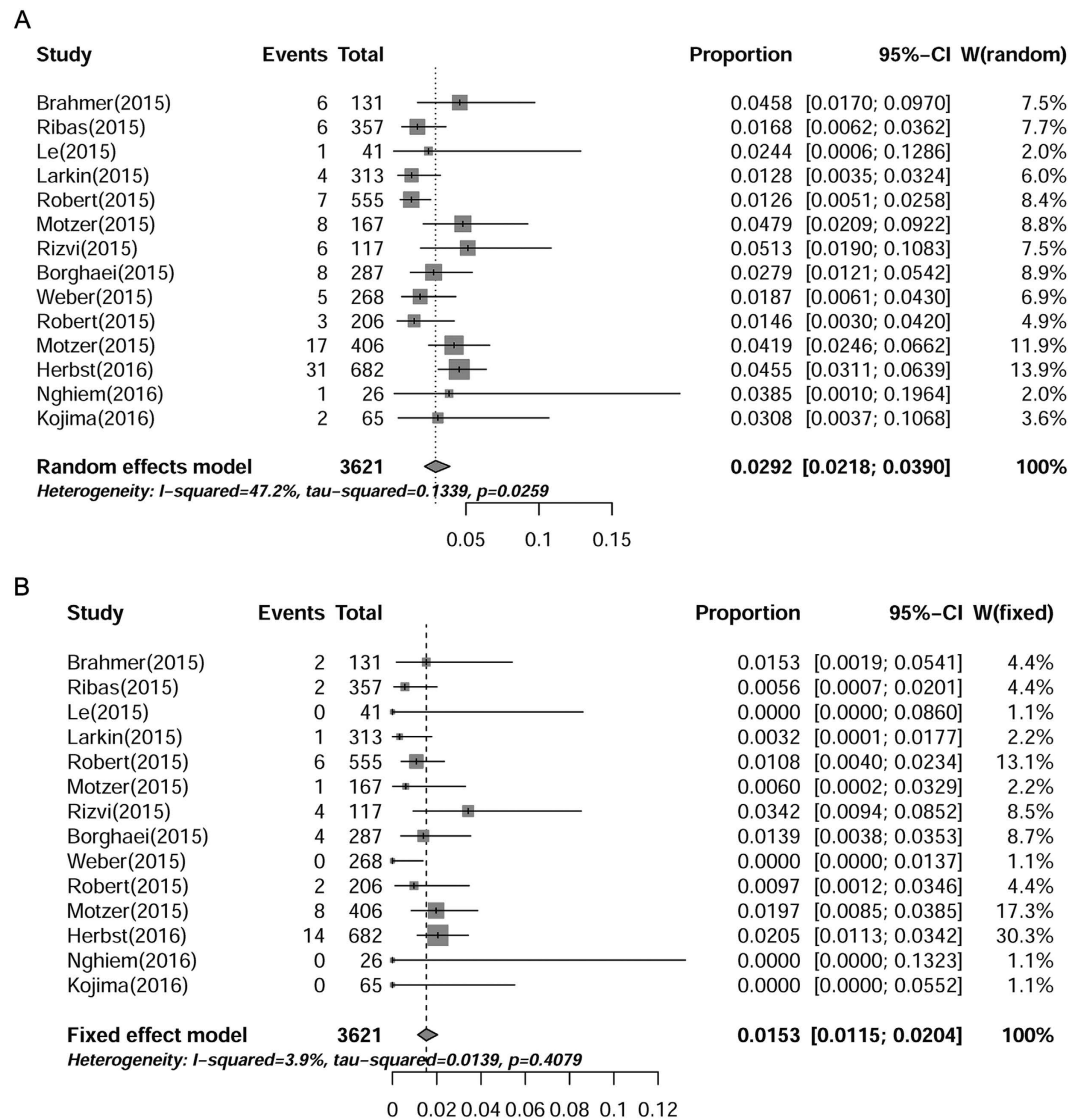 A
Study Events Total Proportion 95%−CI W(random)
Brahmer(2015) 6 131 0.0458 [0.0170; 0.0970] 7.5%
Ribas(2015) 6 357 0.0168 [0.0062; 0.0362] 7.7%
Le(2015) 1 41 0.0244 [0.0006; 0.1286] 2.0%
Larkin(2015) 4 313 0.0128 [0.0035; 0.0324] 6.0%
Robert(2015) 7 555 0.0126 [0.0051; 0.0258] 8.4%
Motzer(2015) 8 167 0.0479 [0.0209; 0.0922] 8.8%
Rizvi(2015) 6 117 0.0513 [0.0190; 0.1083] 7.5%
Borghaei(2015) 8 287 0.0279 [0.0121; 0.0542] 8.9%
Weber(2015) 5 268 0.0187 [0.0061; 0.0430] 6.9%
Robert(2015) 3 206 0.0146 [0.0030; 0.0420] 4.9%
Motzer(2015) 17 406 0.0419 [0.0246; 0.0662] 11.9%
Herbst(2016) 31 682 0.0455 [0.0311; 0.0639] 13.9%
Nghiem(2016) 1 26 0.0385 [0.0010; 0.1964] 2.0%
Kojima(2016) 2 65 0.0308 [0.0037; 0.1068] 3.6%
Random effects model 3621 0.0292 [0.0218; 0.0390] 100%
Heterogeneity: I−squared=47.2%, tau−squared=0.1339, p=0.0259
0.05 0.1 0.15
B
Study Events Total Proportion 95%−CI W(fixed)
Brahmer(2015) 2 131 0.0153 [0.0019; 0.0541] 4.4%
Ribas(2015) 2 357 0.0056 [0.0007; 0.0201] 4.4%
Le(2015) 0 41 0.0000 [0.0000; 0.0860] 1.1%
Larkin(2015) 1 313 0.0032 [0.0001; 0.0177] 2.2%
Robert(2015) 6 555 0.0108 [0.0040; 0.0234] 13.1%
Motzer(2015) 1 167 0.0060 [0.0002; 0.0329] 2.2%
Rizvi(2015) 4 117 0.0342 [0.0094; 0.0852] 8.5%
Borghaei(2015) 4 287 0.0139 [0.0038; 0.0353] 8.7%
Weber(2015) 0 268 0.0000 [0.0000; 0.0137] 1.1%
Robert(2015) 2 206 0.0097 [0.0012; 0.0346] 4.4%
Motzer(2015) 8 406 0.0197 [0.0085; 0.0385] 17.3%
Herbst(2016) 14 682 0.0205 [0.0113; 0.0342] 30.3%
Nghiem(2016) 0 26 0.0000 [0.0000; 0.1323] 1.1%
Kojima(2016) 0 65 0.0000 [0.0000; 0.0552] 1.1%
Fixed effect model 3621 0.0153 [0.0115; 0.0204] 100%
Heterogeneity: I−squared=3.9%, tau−squared=0.0139, p=0.4079
0 0.02 0.04 0.06 0.08 0.1 0.12